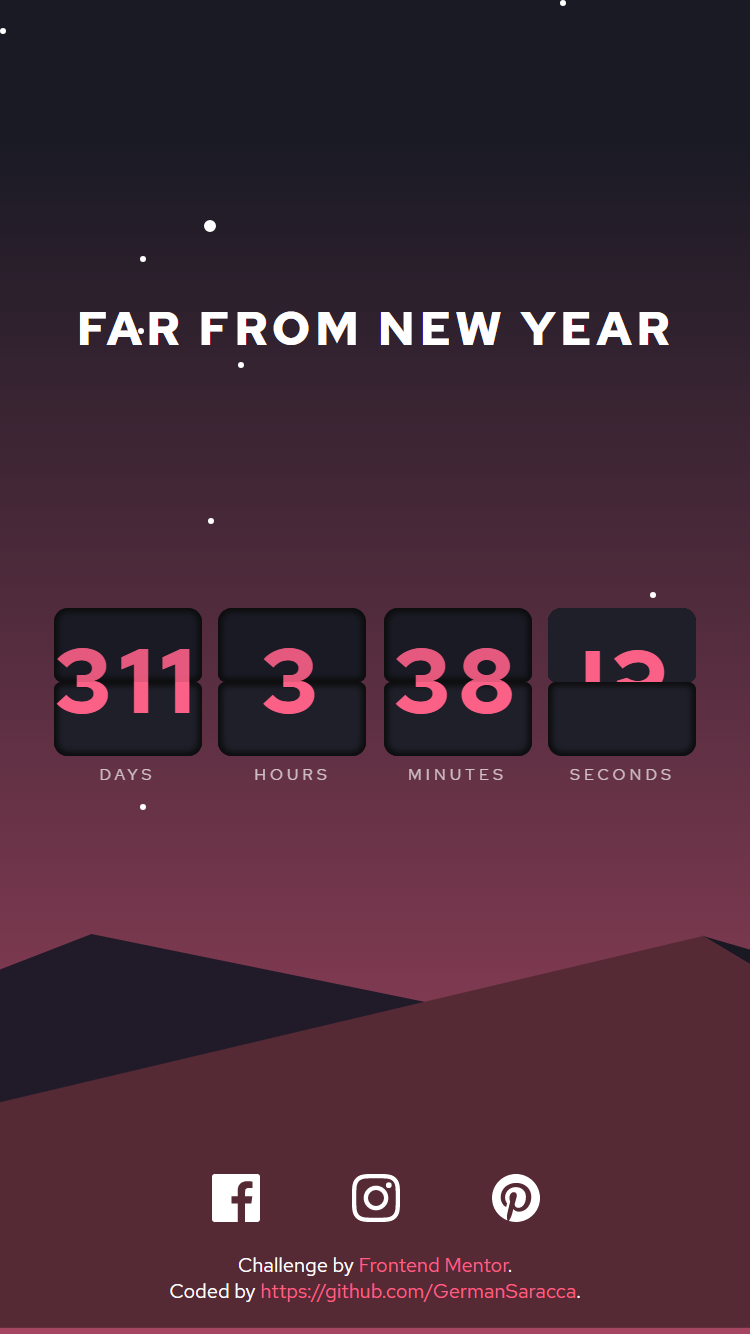 FAR FROM NEW YEAR
311 3 38
DAYS HOURS MINUTES SECONDS
Challenge by Frontend Mentor.
Coded by https://github.com/GermanSaracca.